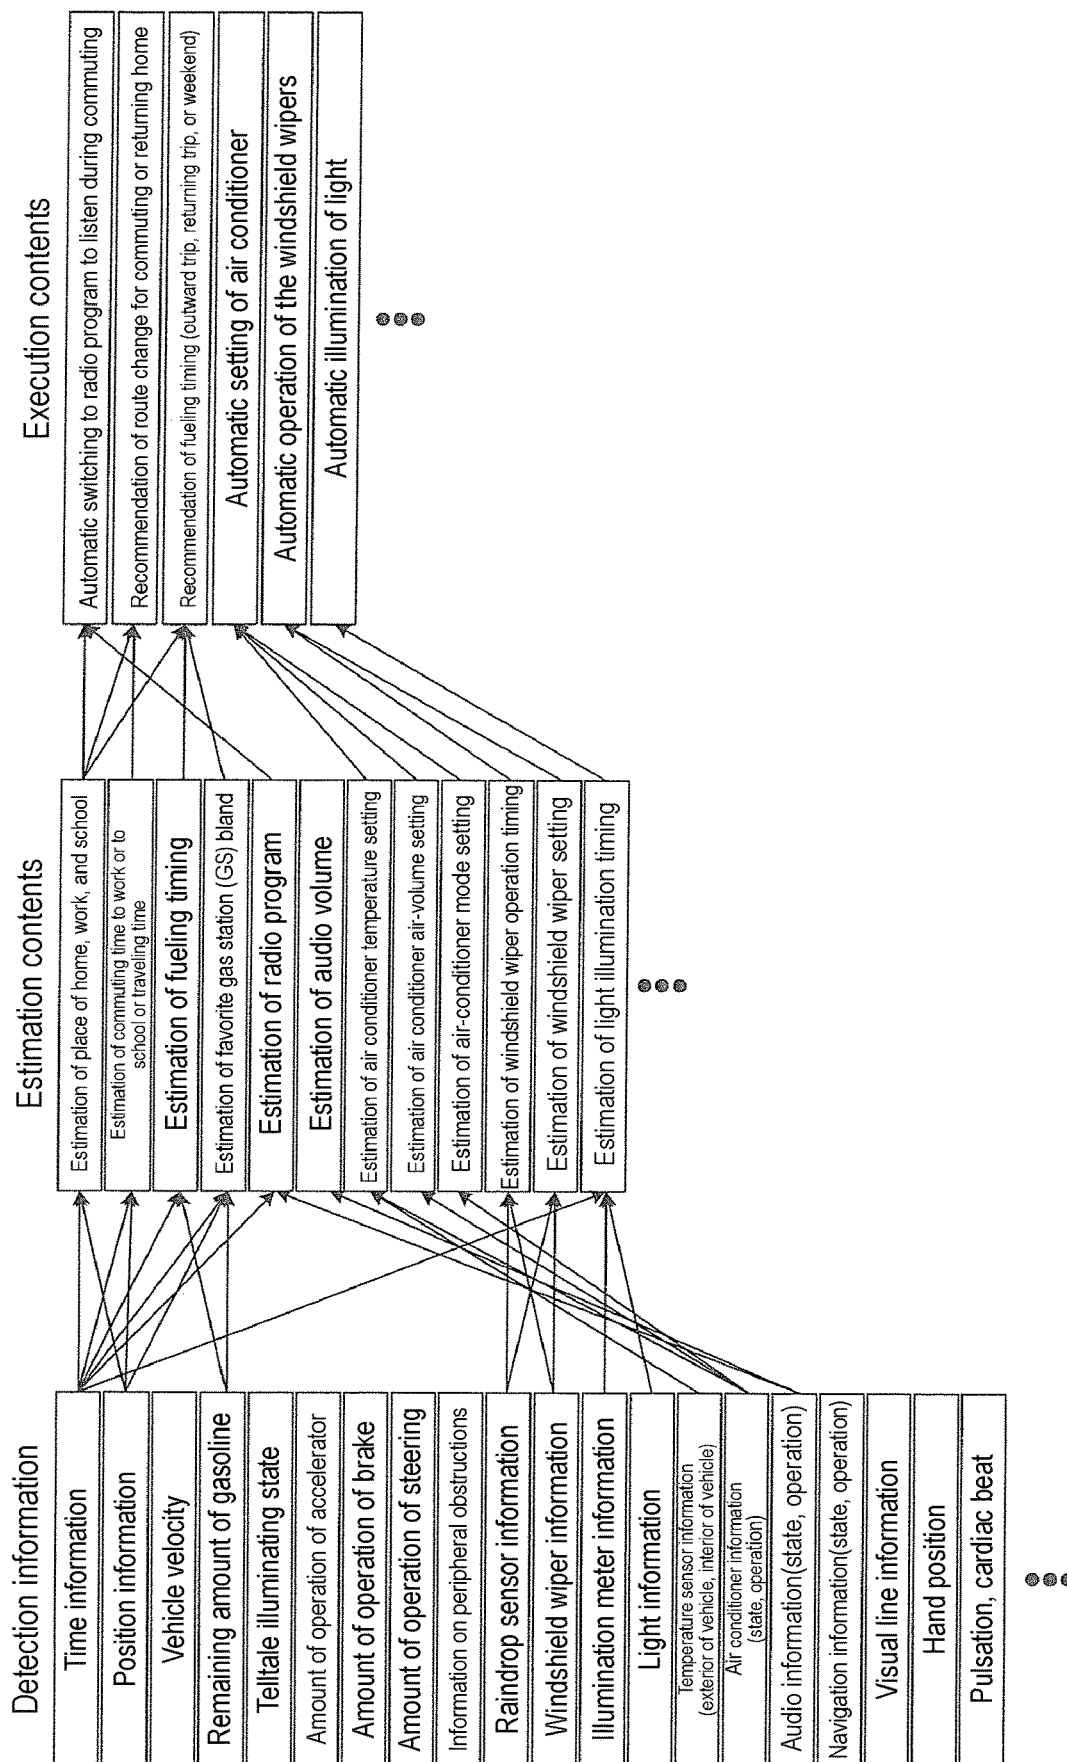 Detection information
Time information
Position information
Vehicle velocity
Remaining amount of gasoline
Telltale illuminating state
Amount of operation of accelerator
Amount of operation of brake
Amount of operation of steering
Information on peripheral obstructions
Raindrop sensor information
Windshield wiper information
Illumination meter information
Light information
Temperature sensor information
(exterior of vehicle, interior of vehicle)
Air conditioner information
(state, operation)
Audio information(state, operation)
Navigation information(state, operation)
Visual line information
Hand position
Pulsation, cardiac beat
Estimation contents
Estimation of place of home, work, and school
Estimation of commuting time to work or to
school or traveling time
Estimation of fueling timing
Estimation of favorite gas station (GS) bland
Estimation of radio program
Estimation of audio volume
Estimation of air conditioner temperature setting
Estimation of air conditioner air-volume setting
Estimation of air-conditioner mode setting
Estimation of windshield wiper operation timing
Estimation of windshield wiper setting
Estimation of light illumination timing
Execution contents
Automatic switching to radio program to listen during commuting
Recommendation of route change for commuting or returning home
Recommendation of fueling timing (outward trip, returning trip, or weekend)
Automatic setting of air conditioner
Automatic operation of the windshield wipers
Automatic illumination of light